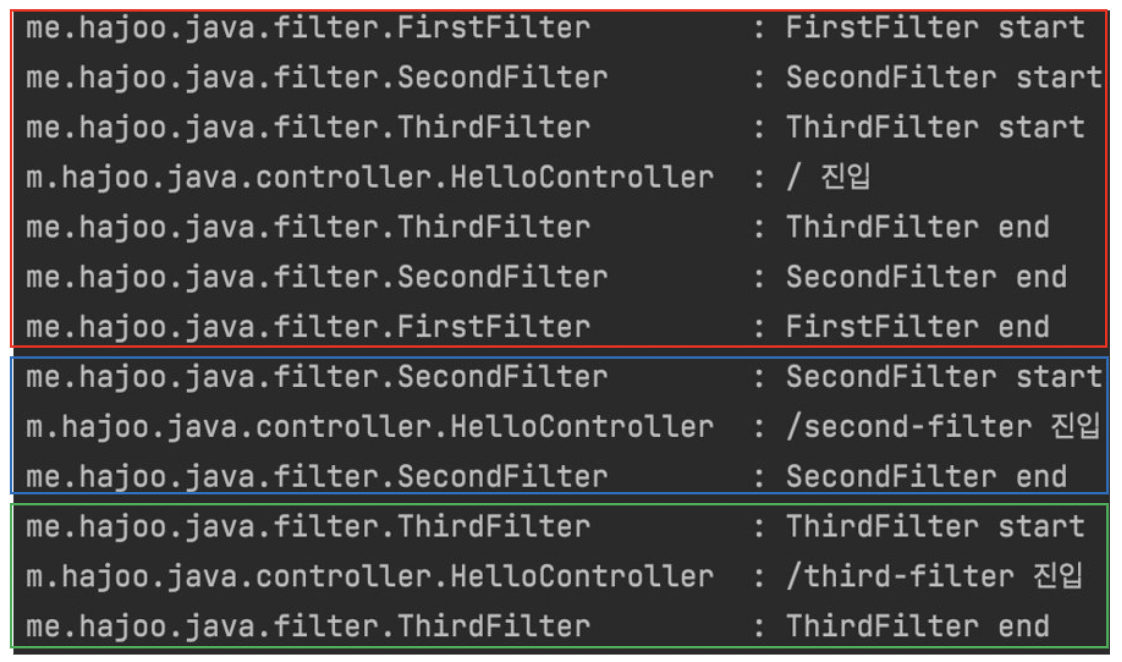 me.hajoo.java.filter.FirstFilter : FirstFilter start
me.hajoo.java.filter.SecondFilter : SecondFilter start
me.hajoo.java.filter.ThirdFilter : ThirdFilter start
m.hajoo.java.controller.HelloController : / 진입
me.hajoo.java.filter.ThirdFilter : ThirdFilter end
me.hajoo.java.filter.SecondFilter : SecondFilter end
me.hajoo.java.filter.FirstFilter : FirstFilter end
me.hajoo.java.filter.SecondFilter : SecondFilter start
m.hajoo.java.controller.HelloController : /second-filter 진입
me.hajoo.java.filter.SecondFilter : SecondFilter end
me.hajoo.java.filter.ThirdFilter : ThirdFilter start
m.hajoo.java.controller.HelloController : /third-filter 진입
me.hajoo.java.filter.ThirdFilter : ThirdFilter end